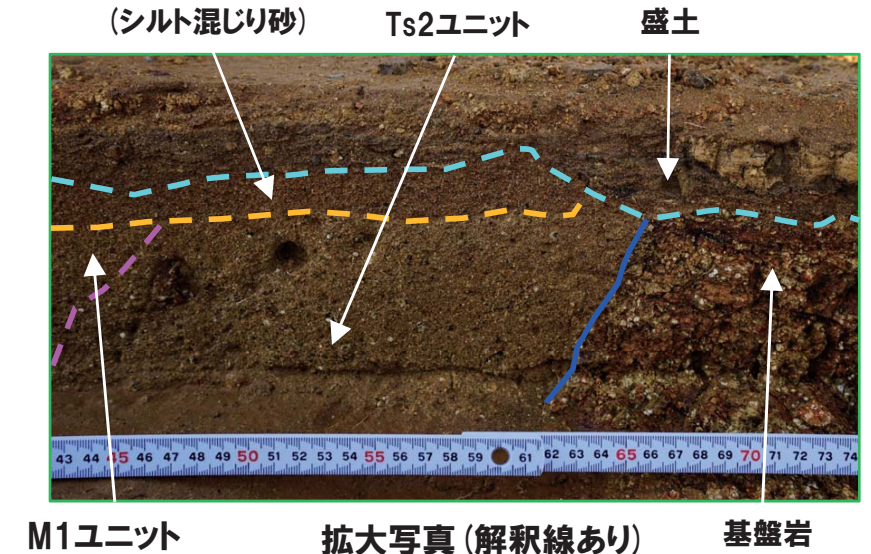 (シルト混じり砂) Ts2ユニット 盛土
43 44 45 46 47 48 49 50 51 52 53 54 55 56 57 58 59 61 62 63 64 65 66 67 68 69 70 71 72 73 74
M1ユニット 拡大写真(解釈線あり) 基盤岩